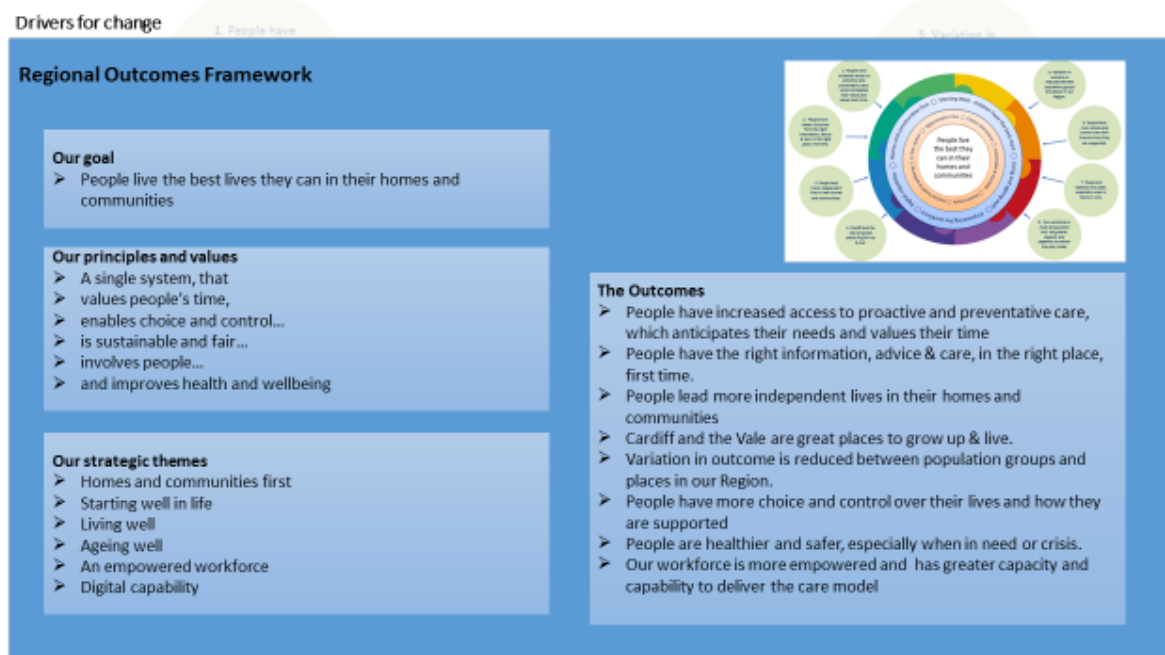 1. People have
5. Variation in
Drivers for change
Regional Outcomes Framework
Our goal
➢ People live the best lives they can in their homes and
communities
Our principles and values
➢ A single system, that
➢ values people's time,
➢ enables choice and control...
➢ is sustainable and fair...
➢ involves people...
➢ and improves health and wellbeing
Our strategic themes
➢ Homes and communities first
➢ Starting well in life
➢ Living well
➢ Ageing well
➢ An empowered workforce
➢ Digital capability
People live
the best they
can in their
homes and
communities
The Outcomes
➢ People have increased access to proactive and preventative care,
which anticipates their needs and values their time
➢ People have the right information, advice & care, in the right place,
first time.
➢ People lead more independent lives in their homes and
communities
➢ Cardiff and the Vale are great places to grow up & live.
➢ Variation in outcome is reduced between population groups and
places in our Region.
➢ People have more choice and control over their lives and how they
are supported
➢ People are healthier and safer, especially when in need or crisis.
➢ Our workforce is more empowered and  has greater capacity and
capability to deliver the care model